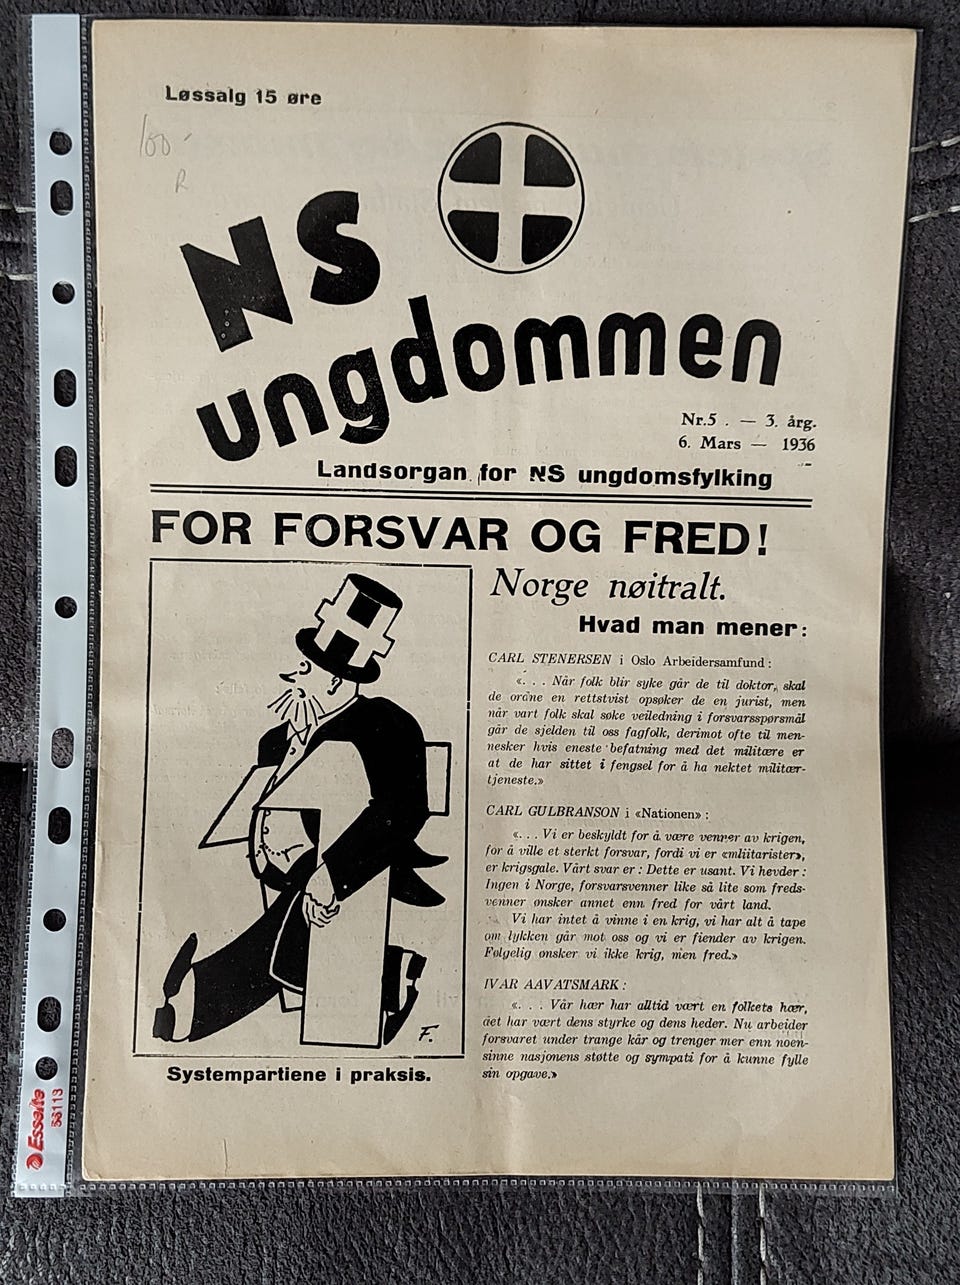 Løssalg 15 øre
100-
R
NS
ungdommen
Nr.5 . — 3. årg.
6. Mars — 1936
Landsorgan for NS ungdomsfylking
FOR FORSVAR OG FRED!
F.
Systempartiene i praksis.
Norge nøitralt.
Hvad man mener:
CARL STENERSEN i Oslo Arbeidersamfund:
«. . . Når folk blir syke går de til doktor, skal
de ordne en rettstvist opsøker de en jurist, men
når vart folk skal søke veiledning i forsvarsspørsmål
går de sjelden til oss fagfolk, derimot ofte til men-
nesker hvis eneste befatning med det militære er
at de har sittet i fengsel for å ha nektet militær-
tjeneste.»
CARL GULBRANSON i «Nationen»:
«. . . Vi er beskyldt for å være venner av krigen,
for å ville et sterkt forsvar, fordi vi er «mliitarister»,
er krigsgale. Vårt svar er: Dette er usant. Vi hevder:
Ingen i Norge, forsvarsvenner like så lite som freds-
venner ønsker annet enn fred for vårt land.
Vi har intet å vinne i en krig, vi har alt å tape
om lykken går mot oss og vi er fiender av krigen.
Følgelig ønsker vi ikke krig, men fred.»
IVAR AAVATSMARK:
«. . . Vår hær har alltid vært en folkets hær,
det har vært dens styrke og dens heder. Nu arbeider
forsvaret under trange kår og trenger mer enn noen-
sinne nasjonens støtte og sympati for å kunne fylle
sin opgave.»
Esselte
56113